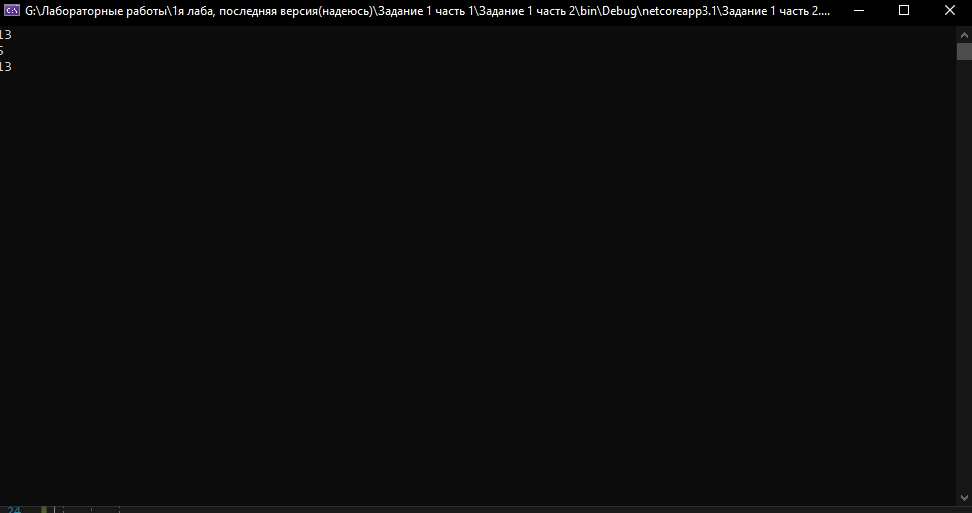 G:\Лабораторные работы\1я лаба, последняя версия(надеюсь)\Задание 1 часть 1\Задание 1 часть 2\bin\Debug\netcoreapp3.1\Задание 1 часть 2....
13
5
13
24